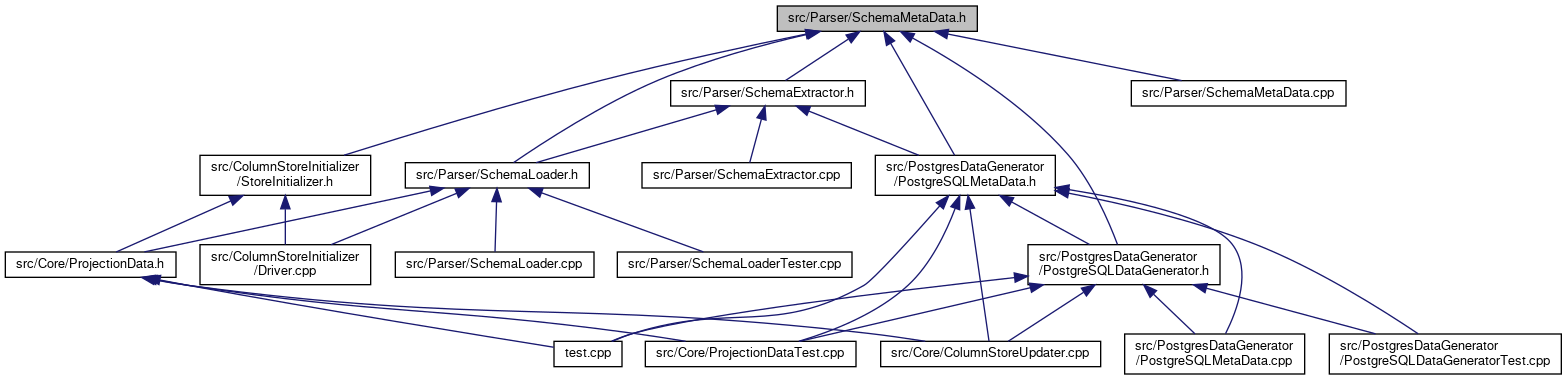 src/Parser/SchemaMetaData.h
src/Parser/SchemaExtractor.h
src/Parser/SchemaMetaData.cpp
src/ColumnStoreInitializer
/StoreInitializer.h
src/Parser/SchemaLoader.h
src/Parser/SchemaExtractor.cpp
src/PostgresDataGenerator
/PostgreSQLMetaData.h
src/Core/ProjectionData.h
src/ColumnStoreInitializer
/Driver.cpp
src/Parser/SchemaLoader.cpp
src/Parser/SchemaLoaderTester.cpp
src/PostgresDataGenerator
/PostgreSQLDataGenerator.h
test.cpp
src/Core/ProjectionDataTest.cpp
src/Core/ColumnStoreUpdater.cpp
src/PostgresDataGenerator
/PostgreSQLMetaData.cpp
src/PostgresDataGenerator
/PostgreSQLDataGeneratorTest.cpp